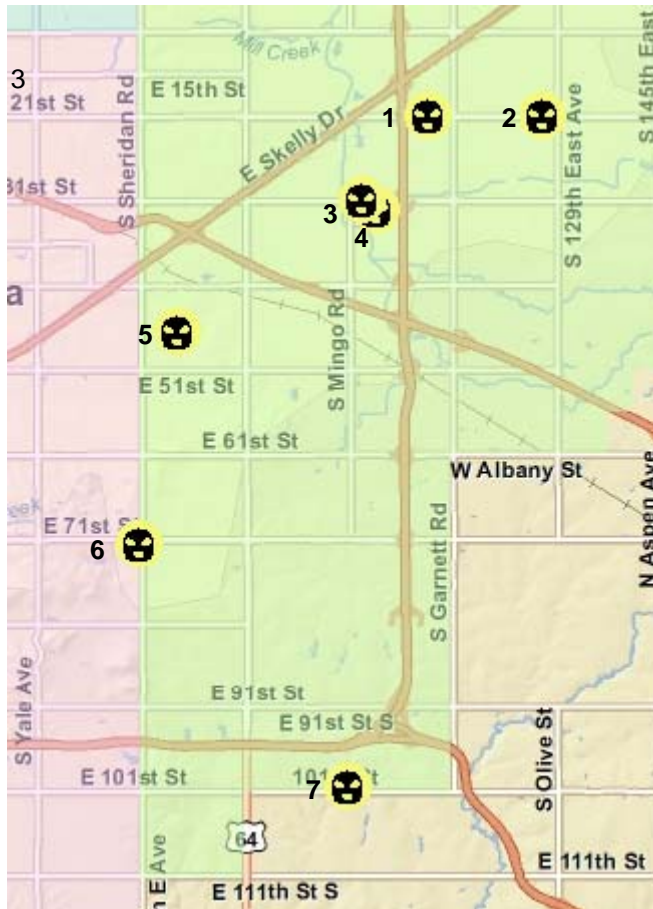 Mill Creek
3
E 15th St
21st St
1
2
S Sheridan Rd
E Skelly Dr
S 129th East Ave
S 145th East
31st St
3
4
a
5
S Mingo Rd
E 51st St
E 61st St
W Albany St
E 71st St
6
S Garnett Rd
N Aspen Ave
S Yale Ave
E 91st St
E 91st St S
E 101st St
7
S Olive St
64
E 111th St
E 111th St S